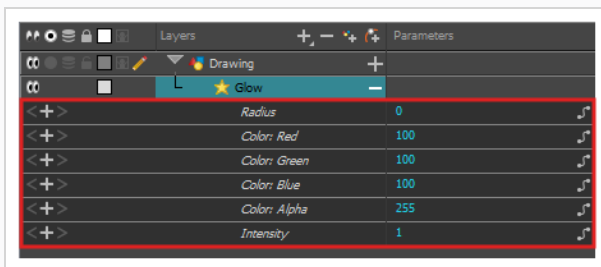 Layers Parameters
Drawing
Glow
Radius 0
Color: Red 100
Color: Green 100
Color: Blue 100
Color: Alpha 255
Intensity 1